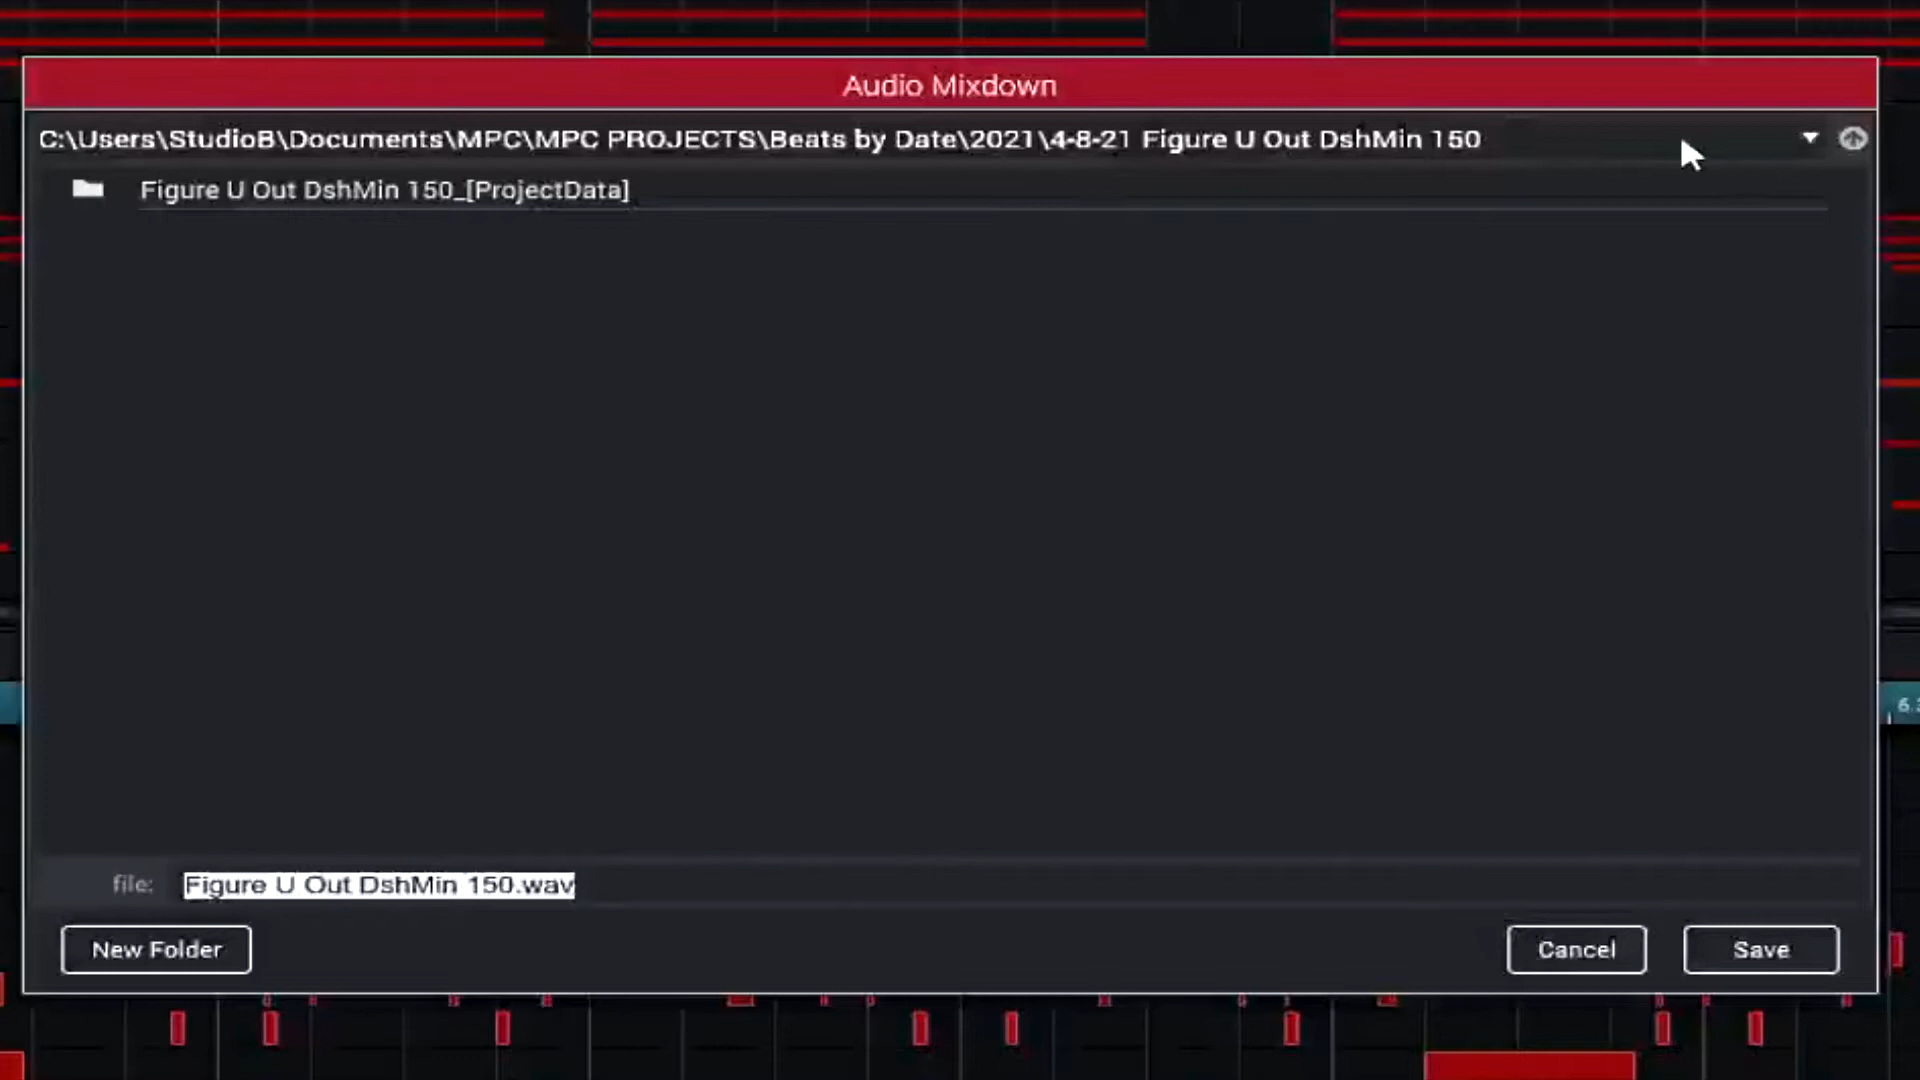 Audio Mixdown
C:\Users\StudioB\Documents\MPC\MPC PROJECTS\Beats by Date\2021\4-8-21 Figure U Out DshMin 150
Figure U Out DshMin 150_[ProjectData]
file: Figure U Out DshMin 150.wav
New Folder Cancel Save